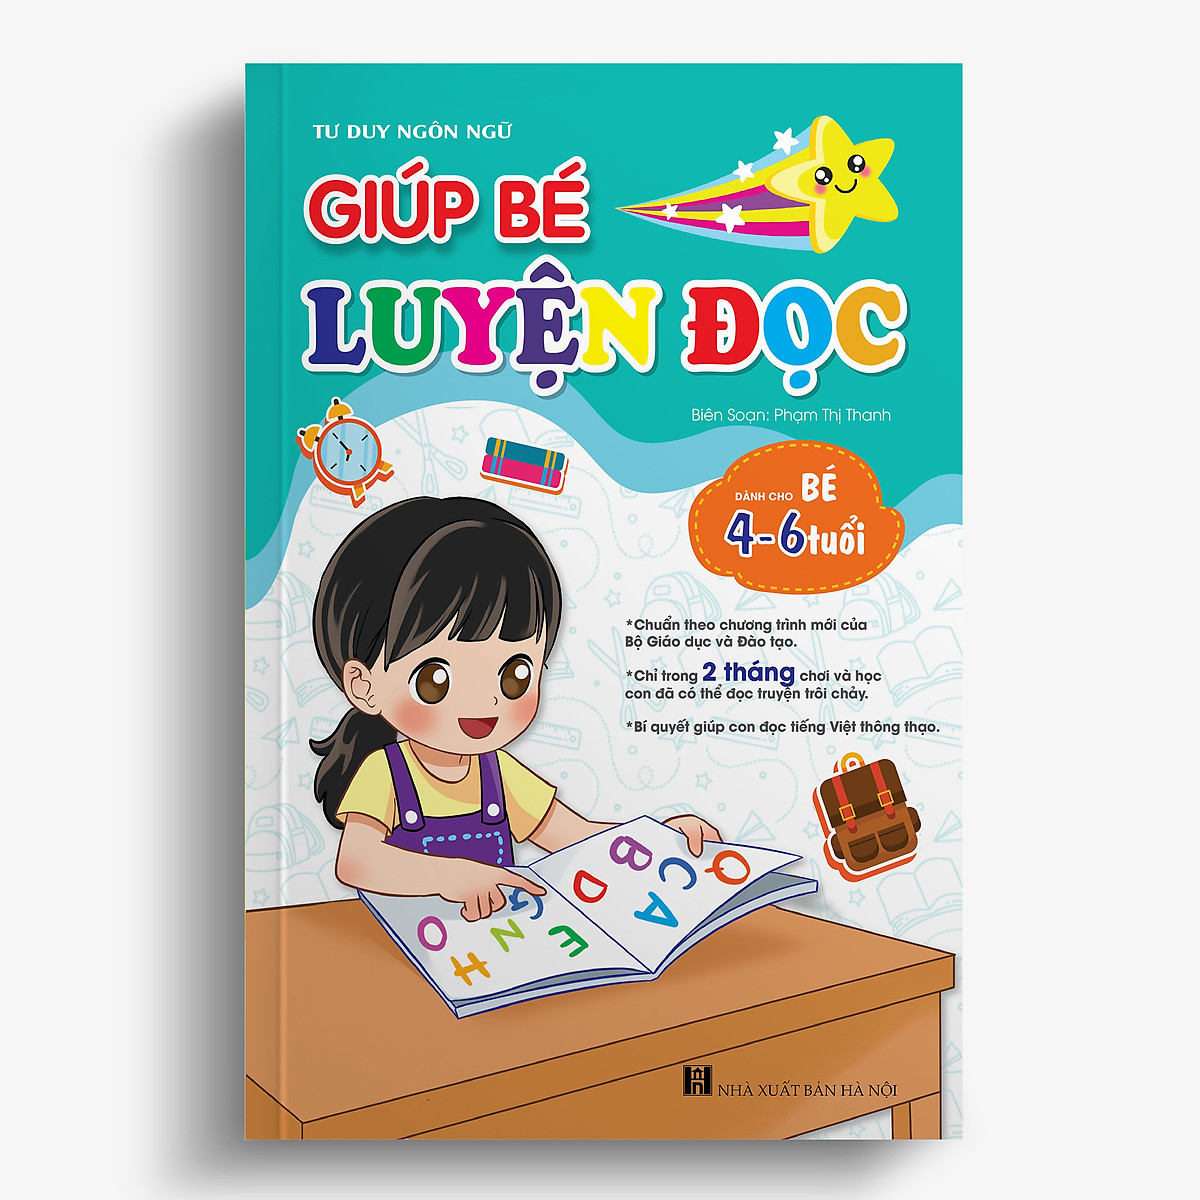 TƯ DUY NGÔN NGỮ
GIÚP BÉ
LUYỆN ĐỌC
Biên Soạn: Phạm Thị Thanh
DÀNH CHO BÉ
4-6 tuổi
*Chuẩn theo chương trình mới của
Bộ Giáo dục và Đào tạo.
*Chỉ trong 2 tháng chơi và học
con đã có thể đọc truyện trôi chảy.
*Bí quyết giúp con đọc tiếng Việt thông thạo.
B C Q
D A
O G N E
H
NHÀ XUẤT BẢN HÀ NỘI